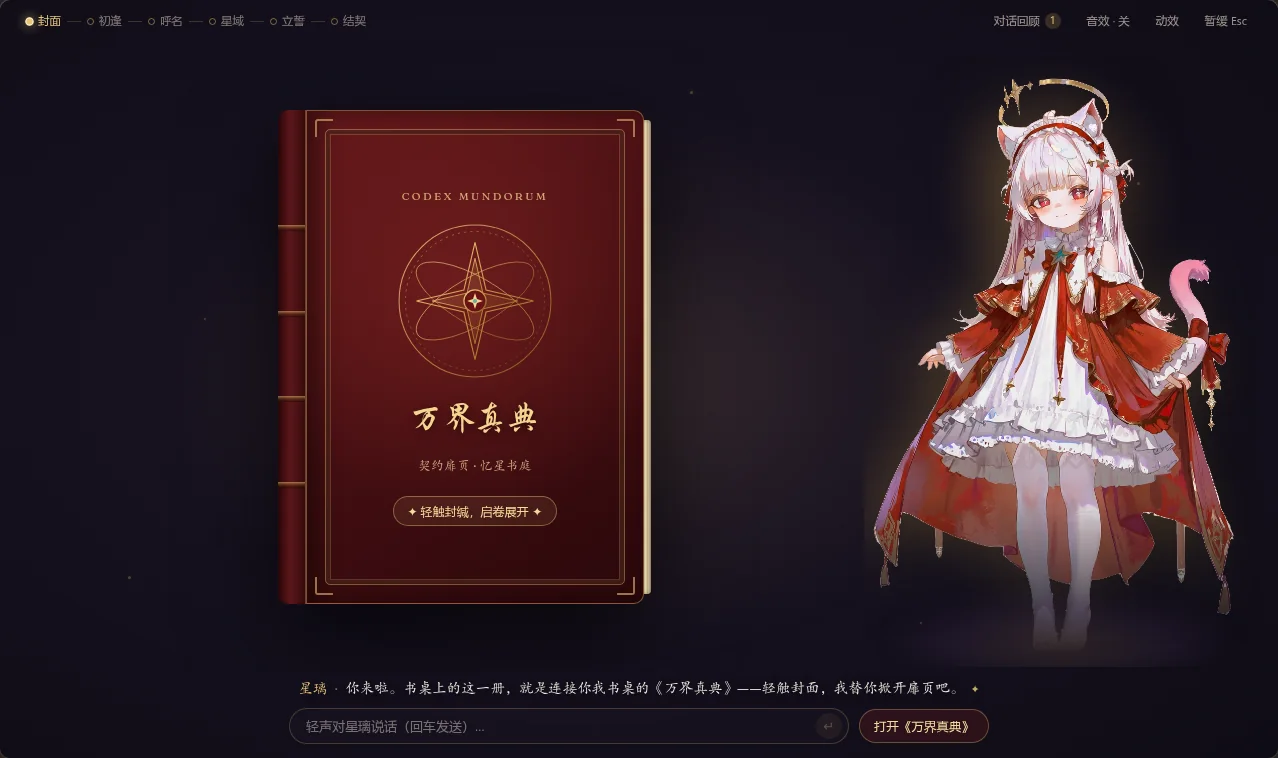 封面 初逢 呼名 星域 立誓 结契
对话回顾 1 音效·关 动效 暂缓 Esc
CODEX MUNDORUM
万界真典
契约扉页·忆星书庭
✦ 轻触封缄，启卷展开 ✦
星璃 · 你来啦。书桌上的这一册，就是连接你我书桌的《万界真典》——轻触封面，我替你掀开扉页吧。 ✦
轻声对星璃说话（回车发送）… ↵
打开《万界真典》